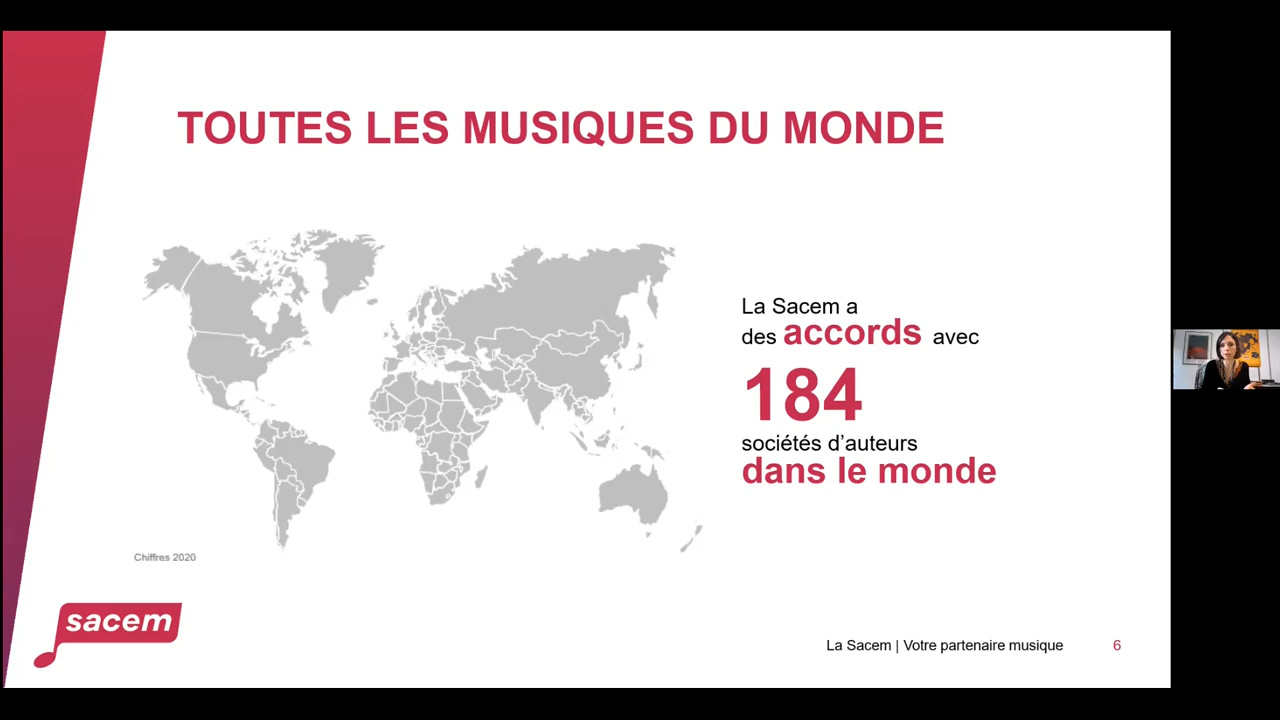 TOUTES LES MUSIQUES DU MONDE
La Sacem a
des accords avec
184
sociétés d’auteurs
dans le monde
Chiffres 2020
sacem
La Sacem | Votre partenaire musique
6